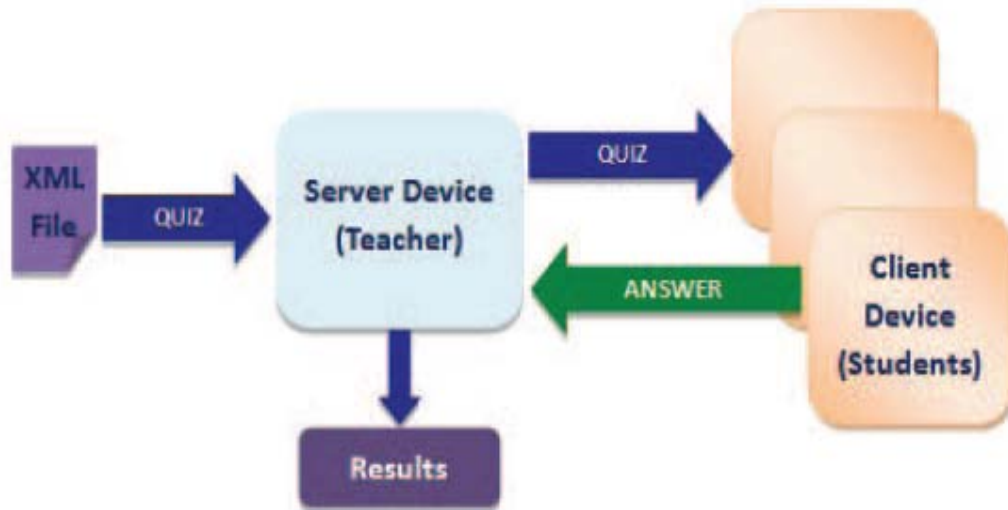 XML
File
QUIZ
Server Device
(Teacher)
QUIZ
ANSWER
Client
Device
(Students)
Results